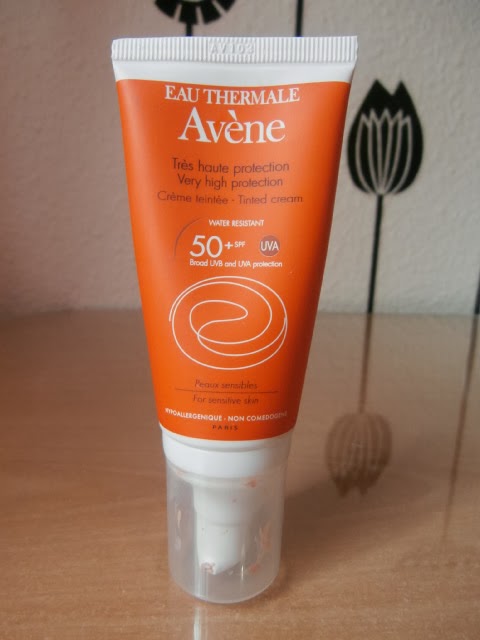 EAU THERMALE
Avène
Très haute protection
Very high protection
Crème teintée - Tinted cream
WATER RESISTANT
50+ SPF UVA
Broad UVB and UVA protection
Peaux sensibles
For sensitive skin
HYPOALLERGENIQUE - NON COMEDOGENE
PARIS